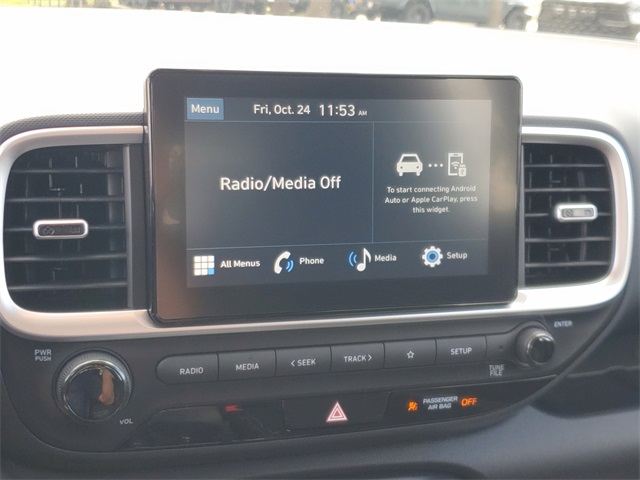 Menu Fri, Oct. 24 11:53 AM
Radio/Media Off
To start connecting Android
Auto or Apple CarPlay, press
this widget.
All Menus Phone Media Setup
PWR
PUSH
VOL
RADIO MEDIA < SEEK TRACK > ☆ SETUP
ENTER
TUNE
FILE
PASSENGER
AIR BAG OFF